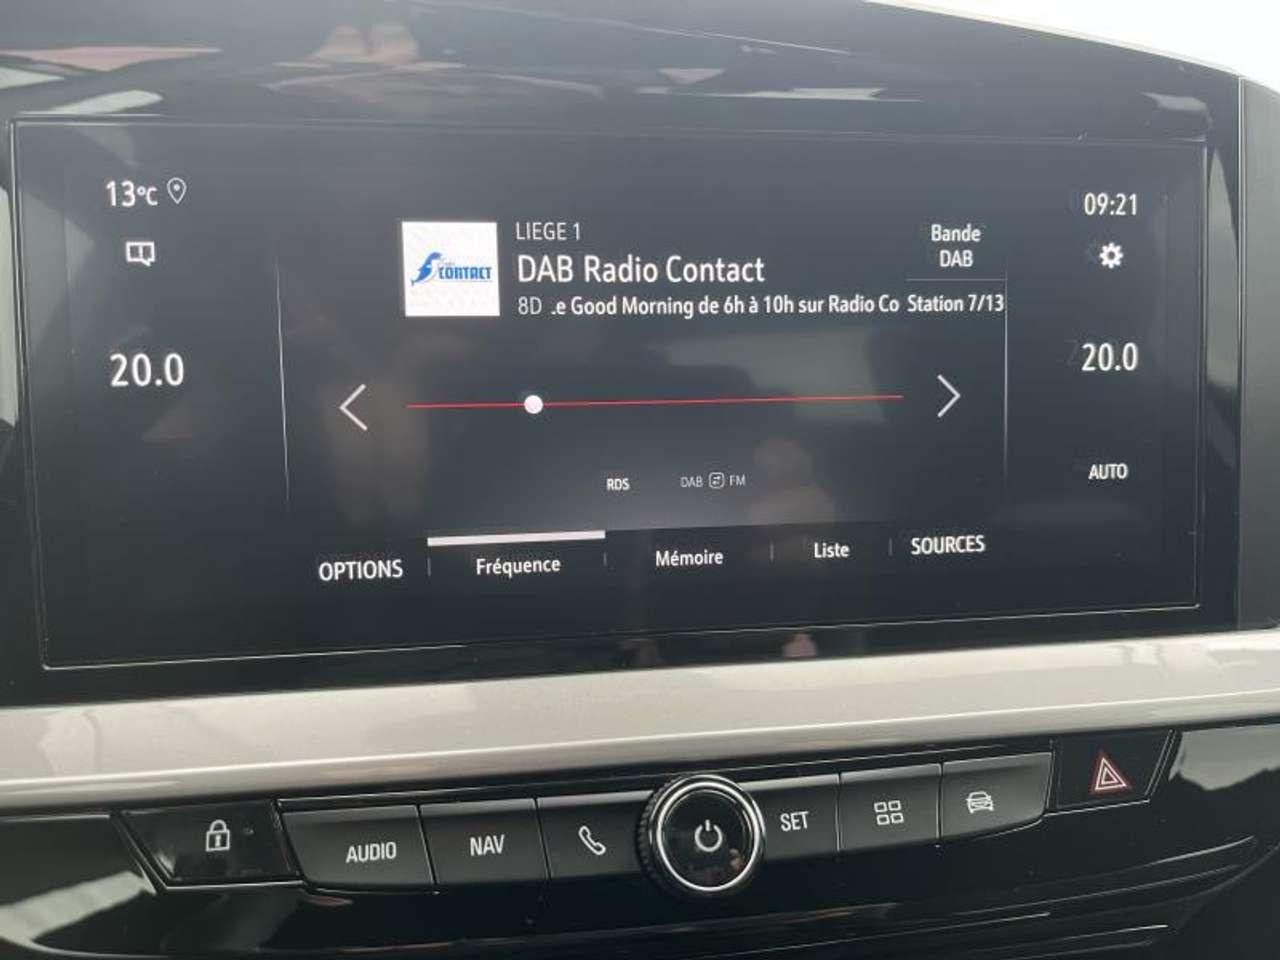 13°C
09:21
LIEGE 1
Bande
DAB
CONTACT
DAB Radio Contact
8D .e Good Morning de 6h à 10h sur Radio Co
Station 7/13
20.0
20.0
RDS
DAB FM
AUTO
OPTIONS
Fréquence
Mémoire
Liste
SOURCES
AUDIO
NAV
SET